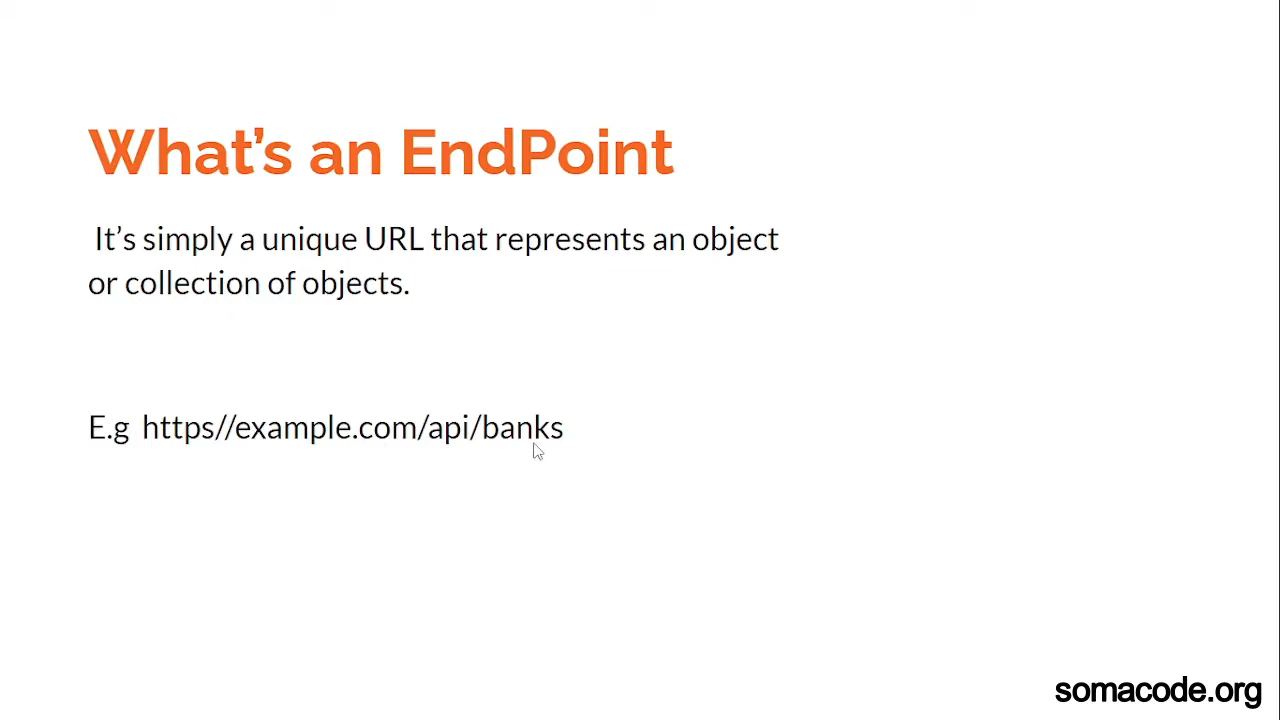 What’s an EndPoint
It’s simply a unique URL that represents an object
or collection of objects.
E.g https//example.com/api/banks
somacode.org